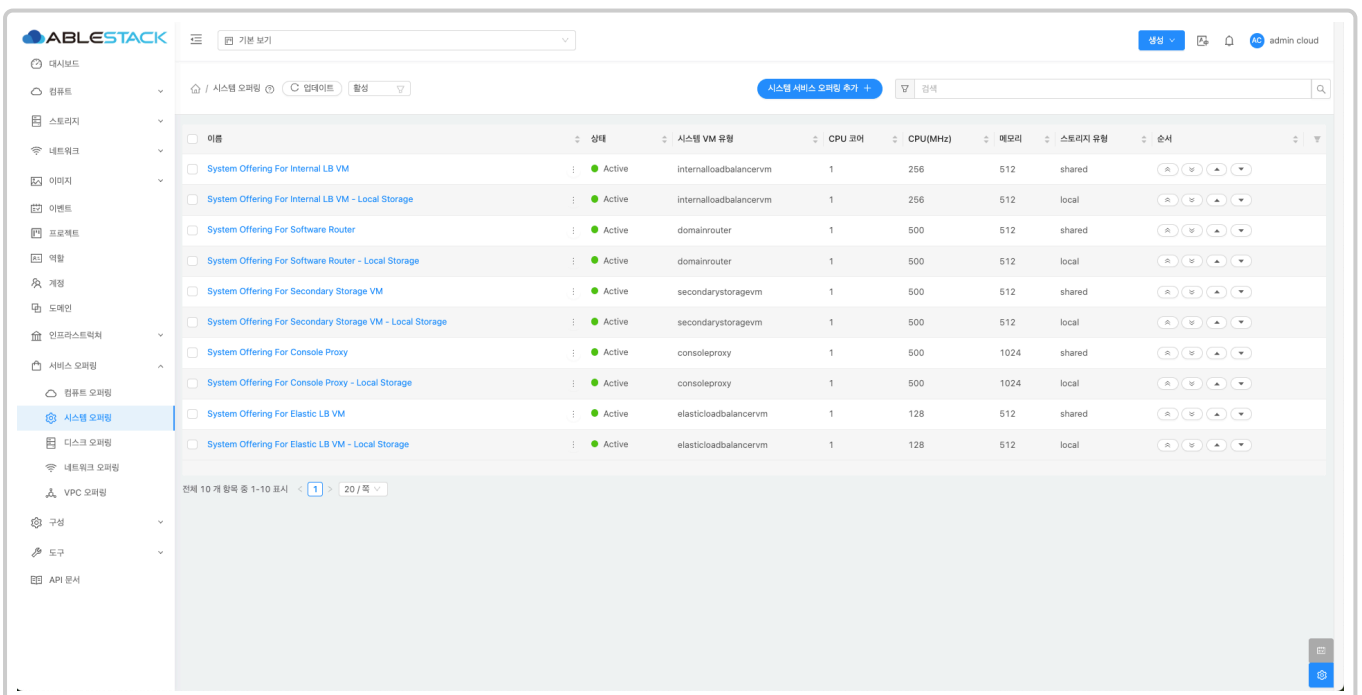 ABLESTACK
기본 보기
생성
AC admin cloud
대시보드
컴퓨트
스토리지
네트워크
이미지
이벤트
프로젝트
역할
계정
도메인
인프라스트럭쳐
서비스 오퍼링
컴퓨트 오퍼링
시스템 오퍼링
디스크 오퍼링
네트워크 오퍼링
VPC 오퍼링
구성
도구
API 문서
/ 시스템 오퍼링 업데이트 활성
시스템 서비스 오퍼링 추가 +
검색
이름 상태 시스템 VM 유형 CPU 코어 CPU(MHz) 메모리 스토리지 유형 순서
System Offering For Internal LB VM Active internalloadbalancervm 1 256 512 shared
System Offering For Internal LB VM - Local Storage Active internalloadbalancervm 1 256 512 local
System Offering For Software Router Active domainrouter 1 500 512 shared
System Offering For Software Router - Local Storage Active domainrouter 1 500 512 local
System Offering For Secondary Storage VM Active secondarystoragevm 1 500 512 shared
System Offering For Secondary Storage VM - Local Storage Active secondarystoragevm 1 500 512 local
System Offering For Console Proxy Active consoleproxy 1 500 1024 shared
System Offering For Console Proxy - Local Storage Active consoleproxy 1 500 1024 local
System Offering For Elastic LB VM Active elasticloadbalancervm 1 128 512 shared
System Offering For Elastic LB VM - Local Storage Active elasticloadbalancervm 1 128 512 local
전체 10 개 항목 중 1-10 표시 < 1 > 20 / 쪽